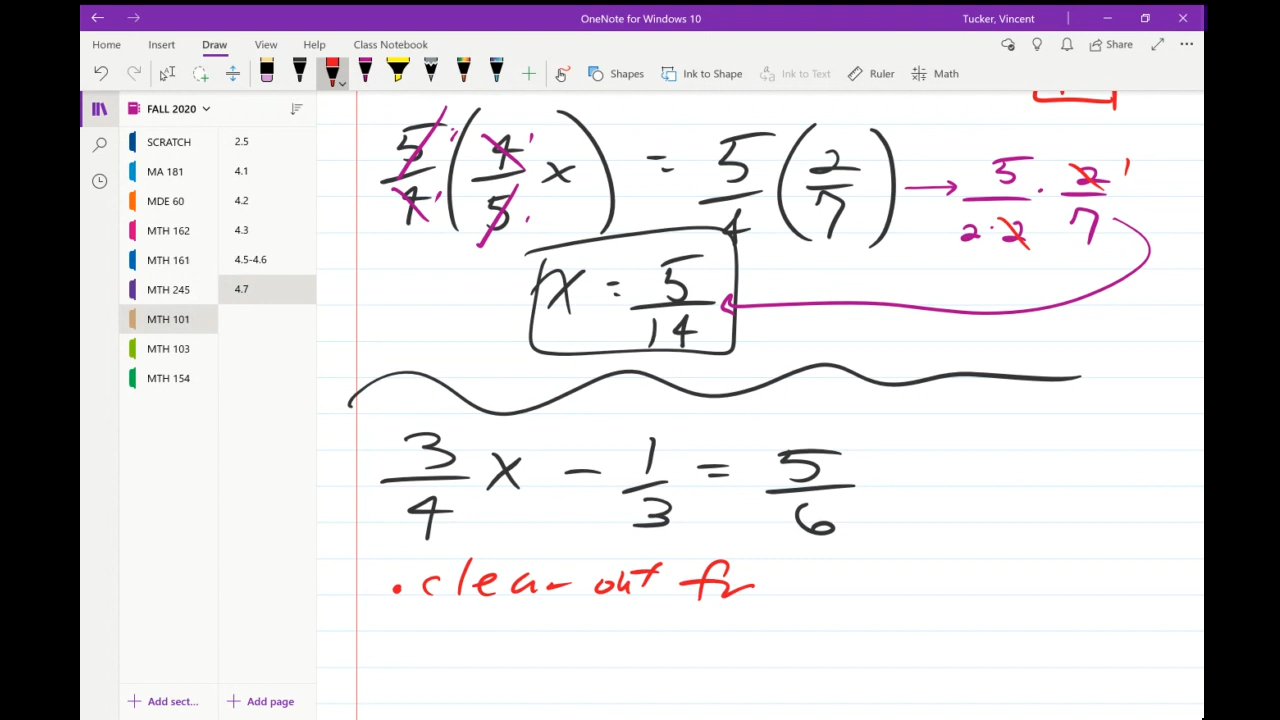 OneNote for Windows 10
Tucker, Vincent
Home Insert Draw View Help Class Notebook
Share
Shapes Ink to Shape Ink to Text Ruler Math
FALL 2020
SCRATCH
MA 181
MDE 60
MTH 162
MTH 161
MTH 245
MTH 101
MTH 103
MTH 154
Add sect...
2.5
4.1
4.2
4.3
4.5-4.6
4.7
Add page
5/4 (4/5 x) = 5/4 (2/7) → 5/2·2 · 2/7
x = 5/14
3/4 x - 1/3 = 5/6
. clear out fr